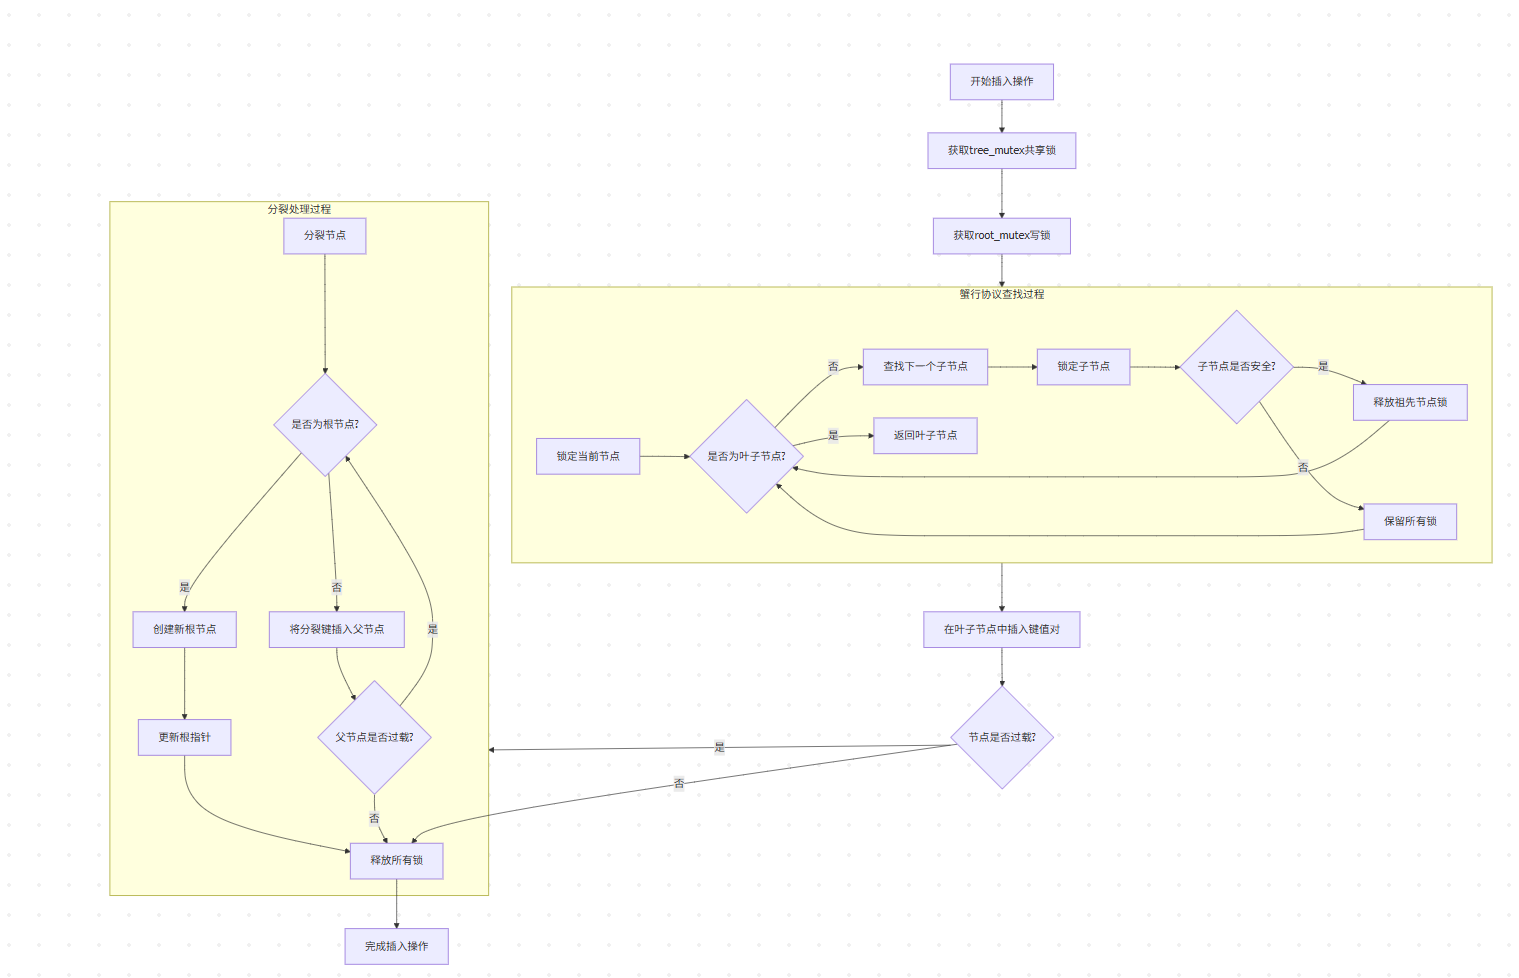 开始插入操作
获取tree_mutex共享锁
获取root_mutex写锁
蟹行协议查找过程
锁定当前节点
是否为叶子节点?
否
查找下一个子节点
锁定子节点
子节点是否安全?
是
释放祖先节点锁
是
返回叶子节点
否
保留所有锁
在叶子节点中插入键值对
节点是否过载?
是
否
分裂处理过程
分裂节点
是否为根节点?
是
否
创建新根节点
将分裂键插入父节点
是
更新根指针
父节点是否过载?
否
释放所有锁
完成插入操作